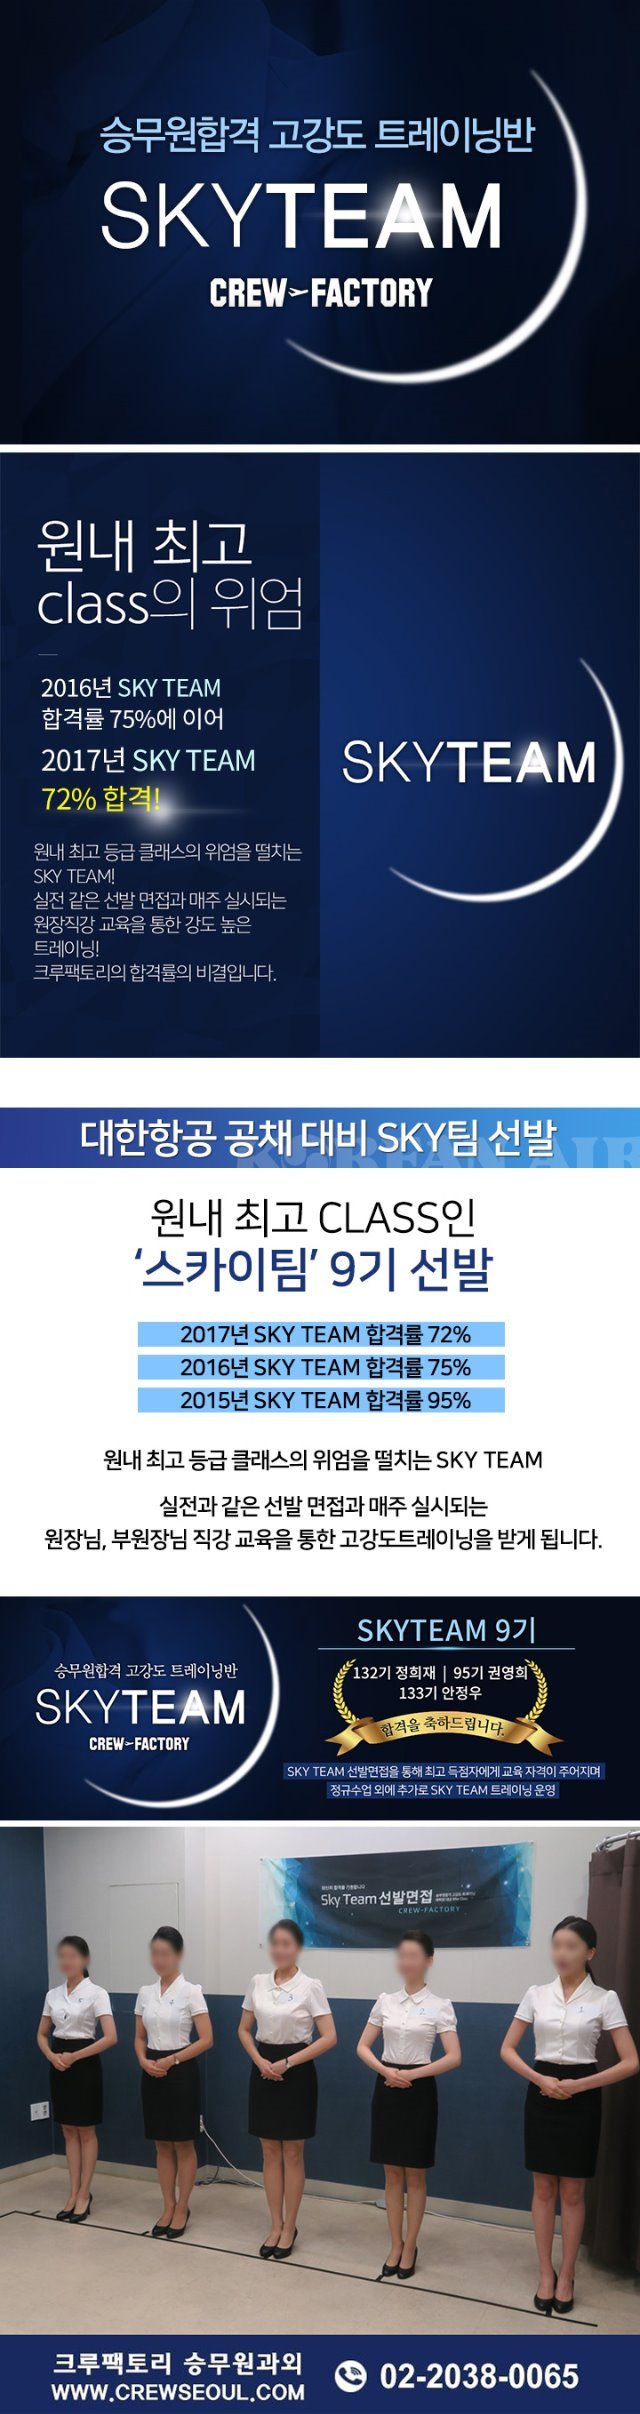 승무원합격 고강도 트레이닝반
SKYTEAM
CREW FACTORY
원내 최고
class의 위엄
2016년 SKY TEAM
합격률 75%에 이어
2017년 SKY TEAM
72% 합격!
원내 최고 등급 클래스의 위엄을 떨치는
SKY TEAM!
실전 같은 선발 면접과 매주 실시되는
원장직강 교육을 통한 강도 높은
트레이닝!
크루팩토리의 합격률의 비결입니다.
SKYTEAM
KOREAN AIR
대한항공 공채 대비 SKY팀 선발
원내 최고 CLASS인
‘스카이팀’ 9기 선발
2017년 SKY TEAM 합격률 72%
2016년 SKY TEAM 합격률 75%
2015년 SKY TEAM 합격률 95%
원내 최고 등급 클래스의 위엄을 떨치는 SKY TEAM
실전과 같은 선발 면접과 매주 실시되는
원장님, 부원장님 직강 교육을 통한 고강도트레이닝을 받게 됩니다.
승무원합격 고강도 트레이닝반
SKYTEAM
CREW FACTORY
SKYTEAM 9기
132기 정희재 | 95기 권영희
133기 안정우
합격을 축하드립니다.
SKY TEAM 선발면접을 통해 최고 득점자에게 교육 자격이 주어지며
정규수업 외에 추가로 SKY TEAM 트레이닝 운영
Sky Team 선발면접
CREW-FACTORY
5
4
3
2
1
크루팩토리 승무원과외
WWW.CREWSEOUL.COM
02-2038-0065